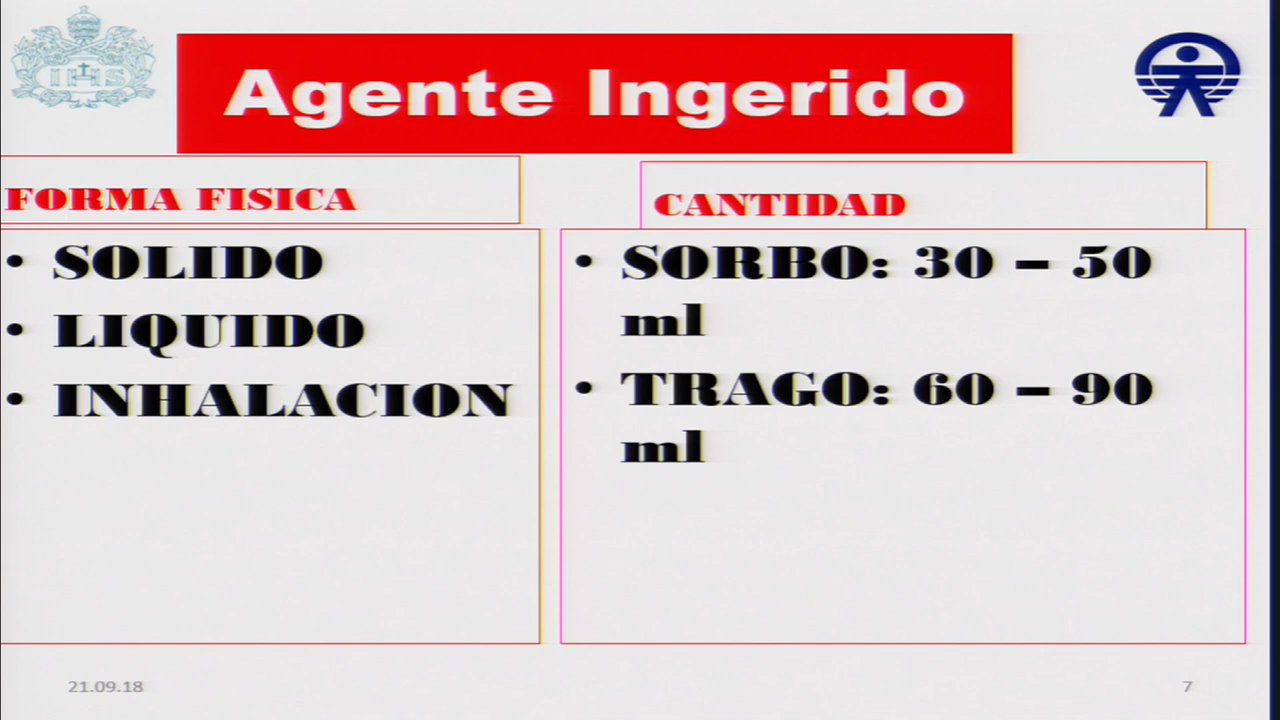 IHS
Agente Ingerido
FORMA FISICA
• SOLIDO
• LIQUIDO
• INHALACION
CANTIDAD
• SORBO: 30 – 50
ml
• TRAGO: 60 – 90
ml
21.09.18
7